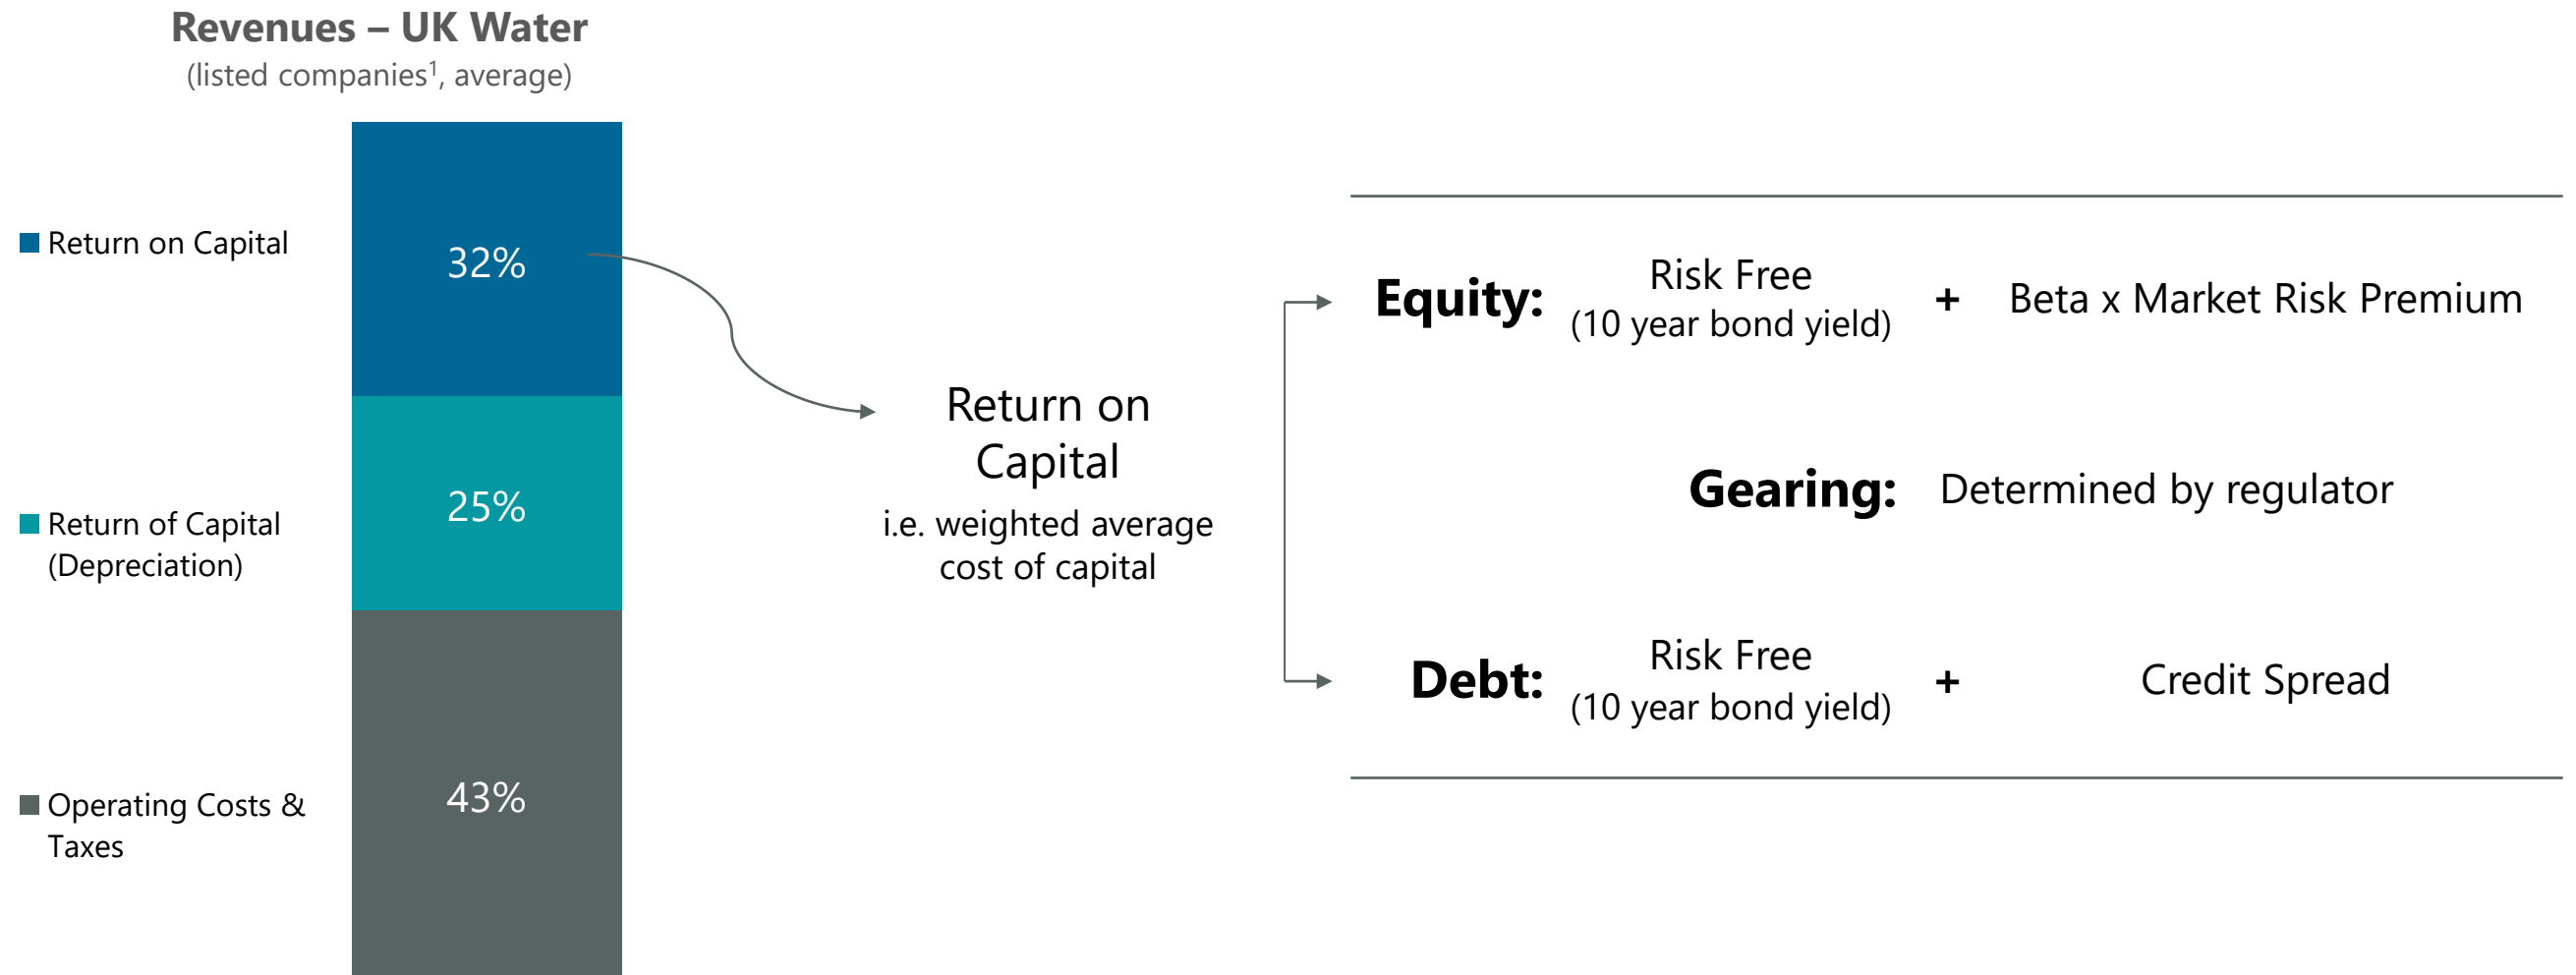 Revenues – UK Water
(listed companies¹, average)
Return on Capital
32%
Return of Capital
(Depreciation)
25%
Operating Costs &
Taxes
43%
Return on
Capital
i.e. weighted average
cost of capital
Equity: Risk Free + Beta x Market Risk Premium
(10 year bond yield)
Gearing: Determined by regulator
Debt: Risk Free + Credit Spread
(10 year bond yield)